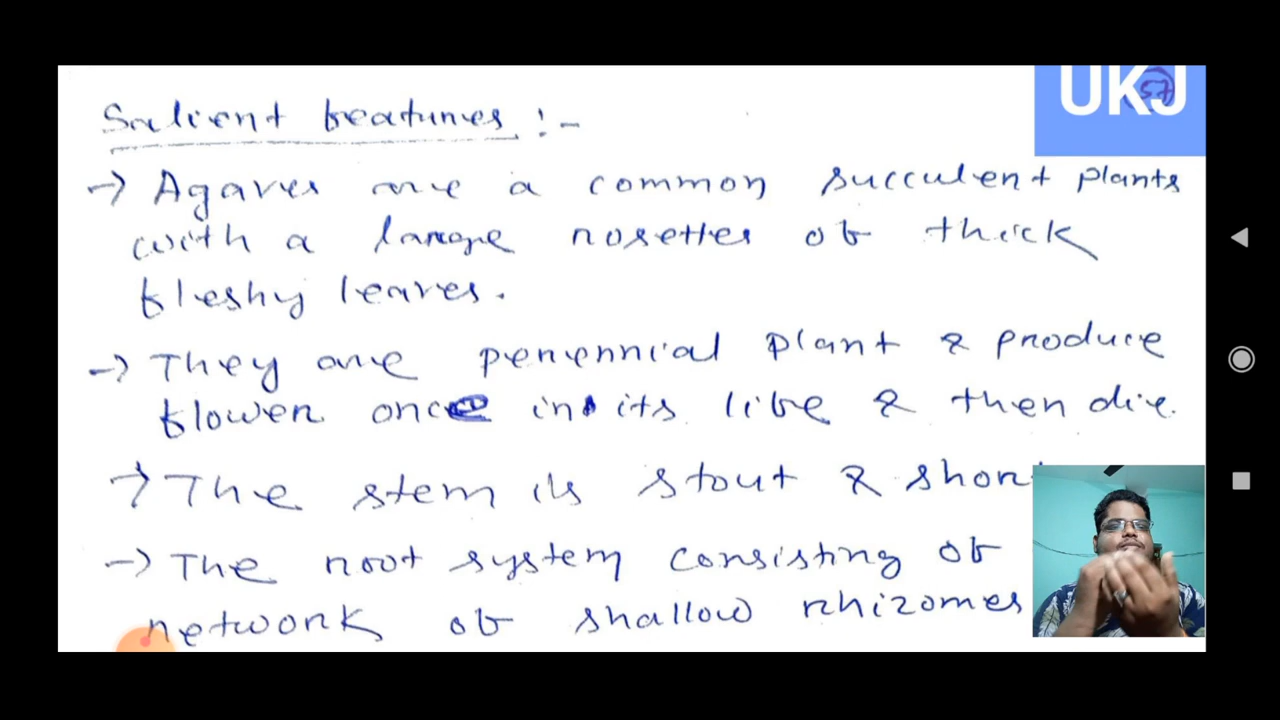 UKJ
57
Salient features :-
→ Agaves are a common succulent plants
with a large rosettes of thick
fleshy leaves.
→ They are perennial plant & produce
flower once in its life & then die.
→ The stem is stout & short
→ The root system consisting of
network of shallow rhizomes